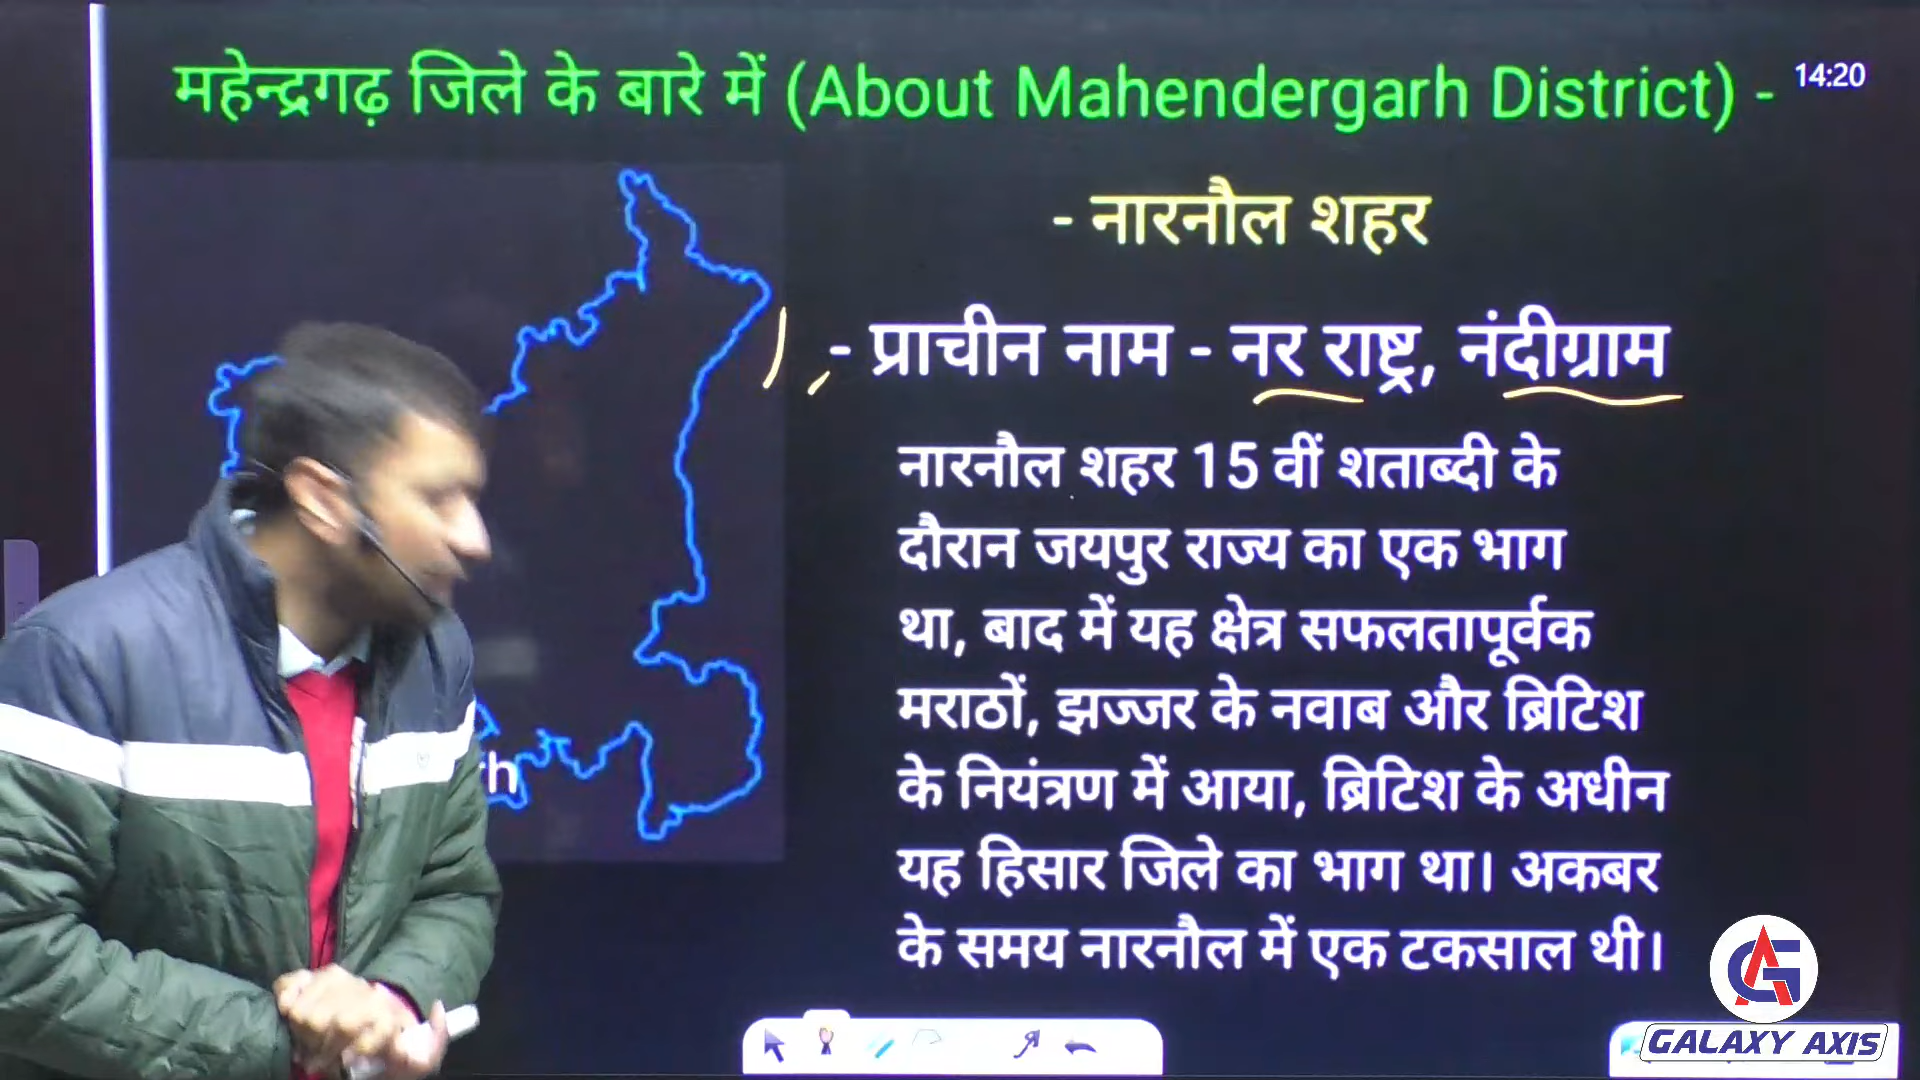 महेन्द्रगढ़ जिले के बारे में (About Mahendergarh District) -
14:20
- नारनौल शहर
- प्राचीन नाम - नर राष्ट्र, नंदीग्राम
नारनौल शहर 15 वीं शताब्दी के
दौरान जयपुर राज्य का एक भाग
था, बाद में यह क्षेत्र सफलतापूर्वक
मराठों, झज्जर के नवाब और ब्रिटिश
के नियंत्रण में आया, ब्रिटिश के अधीन
यह हिसार जिले का भाग था। अकबर
के समय नारनौल में एक टकसाल थी।
GALAXY AXIS